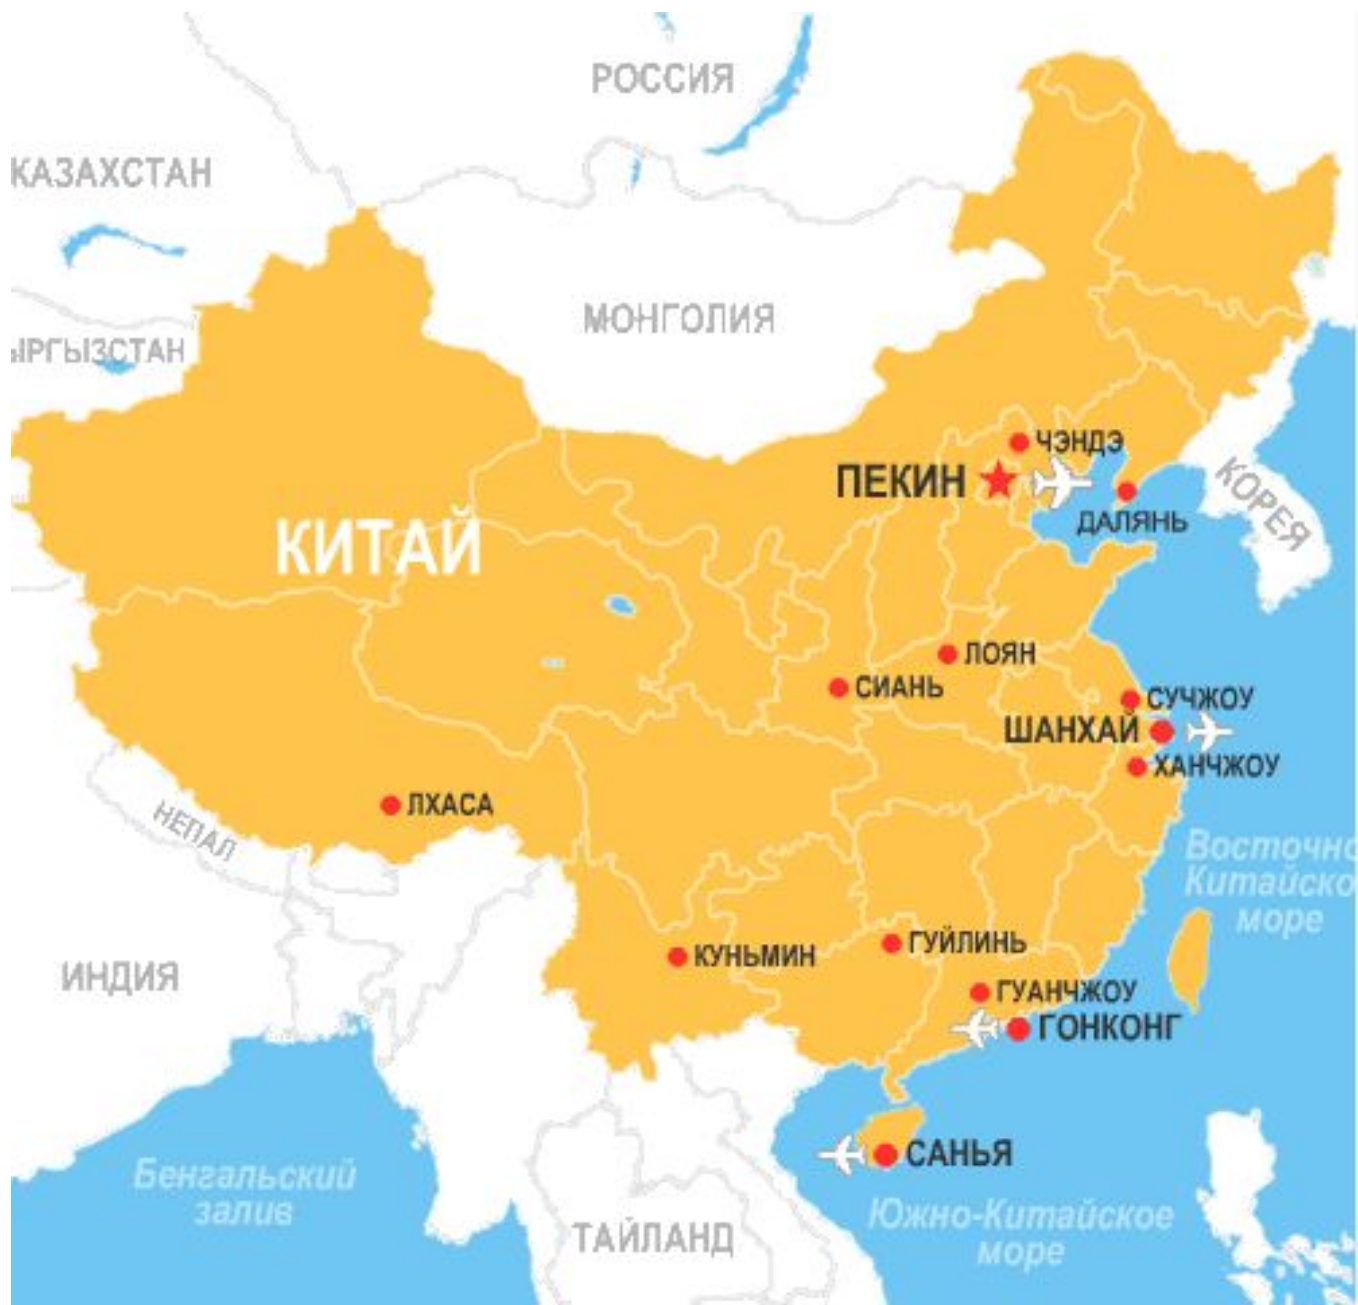 РОССИЯ
КАЗАХСТАН
МОНГОЛИЯ
ЫРГЫЗСТАН
ЧЭНДЭ
ПЕКИН
КОРЕЯ
ДАЛЯНЬ
КИТАЙ
ЛОЯН
СИАНЬ
СУЧЖОУ
ШАНХАЙ
ХАНЧЖОУ
ЛХАСА
НЕПАЛ
Восточно
Китайско
море
ГУЙЛИНЬ
КУНЬМИН
ИНДИЯ
ГУАНЧЖОУ
ГОНКОНГ
САНЬЯ
Бенгальский
залив
Южно-Китайское
море
ТАЙЛАНД